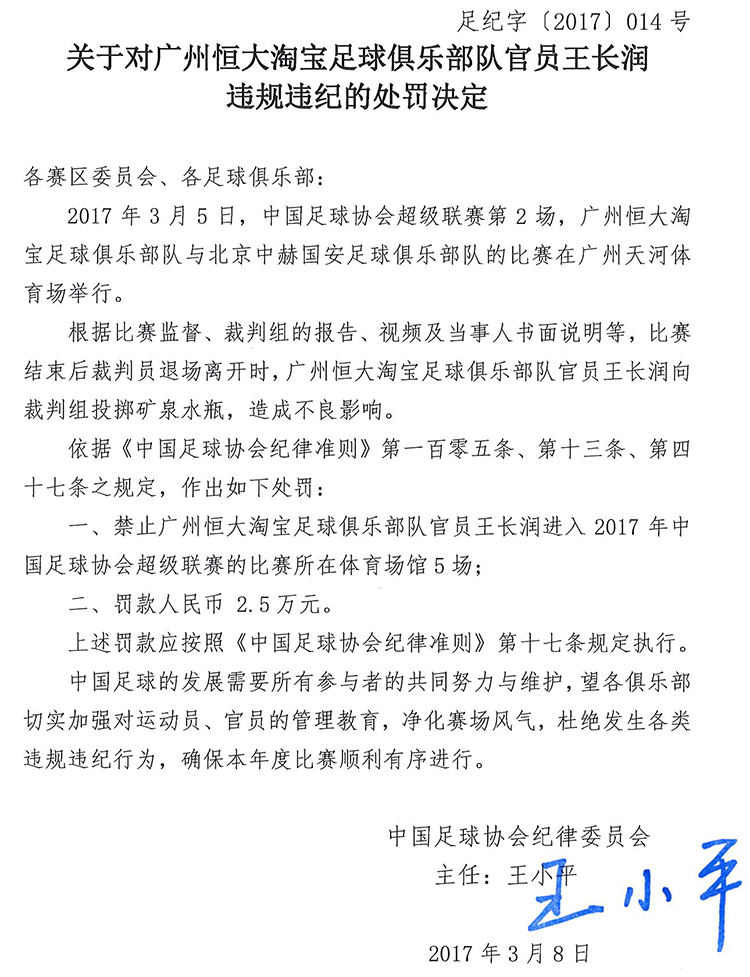 足纪字〔2017〕014 号
关于对广州恒大淘宝足球俱乐部队官员王长润
违规违纪的处罚决定
各赛区委员会、各足球俱乐部：
2017 年 3 月 5 日，中国足球协会超级联赛第 2 场，广州恒大淘
宝足球俱乐部队与北京中赫国安足球俱乐部队的比赛在广州天河体
育场举行。
根据比赛监督、裁判组的报告、视频及当事人书面说明等，比赛
结束后裁判员退场离开时，广州恒大淘宝足球俱乐部队官员王长润向
裁判组投掷矿泉水瓶，造成不良影响。
依据《中国足球协会纪律准则》第一百零五条、第十三条、第四
十七条之规定，作出如下处罚：
一、禁止广州恒大淘宝足球俱乐部队官员王长润进入 2017 年中
国足球协会超级联赛的比赛所在体育场馆 5 场；
二、罚款人民币 2.5 万元。
上述罚款应按照《中国足球协会纪律准则》第十七条规定执行。
中国足球的发展需要所有参与者的共同努力与维护，望各俱乐部
切实加强对运动员、官员的管理教育，净化赛场风气，杜绝发生各类
违规违纪行为，确保本年度比赛顺利有序进行。
中国足球协会纪律委员会
主任：王小平
王小平
2017 年 3 月 8 日